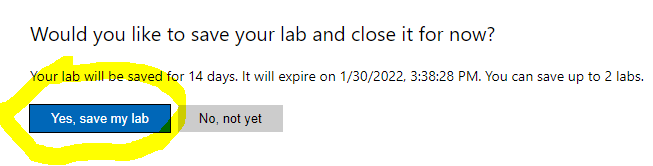 Would you like to save your lab and close it for now?
Your lab will be saved for 14 days. It will expire on 1/30/2022, 3:38:28 PM. You can save up to 2 labs.
Yes, save my lab No, not yet